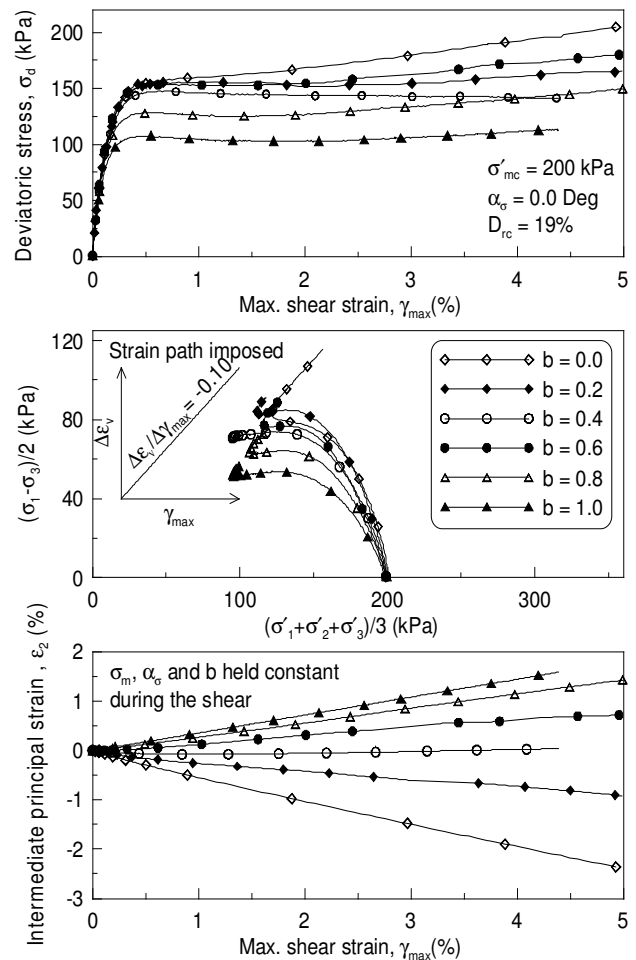 200
150
100
50
0
Deviatoric stress, σd (kPa)
σ′mc = 200 kPa
ασ = 0.0 Deg
Drc = 19%
0 1 2 3 4 5
Max. shear strain, γmax(%)
120
80
40
0
(σ1-σ3)/2 (kPa)
Strain path imposed
Δεv
Δεv/Δγmax = -0.10
γmax
b = 0.0
b = 0.2
b = 0.4
b = 0.6
b = 0.8
b = 1.0
0 100 200 300
(σ′1+σ′2+σ′3)/3 (kPa)
2
1
0
-1
-2
-3
Intermediate principal strain , ε2 (%)
σm, ασ and b held constant
during the shear
0 1 2 3 4 5
Max. shear strain, γmax(%)